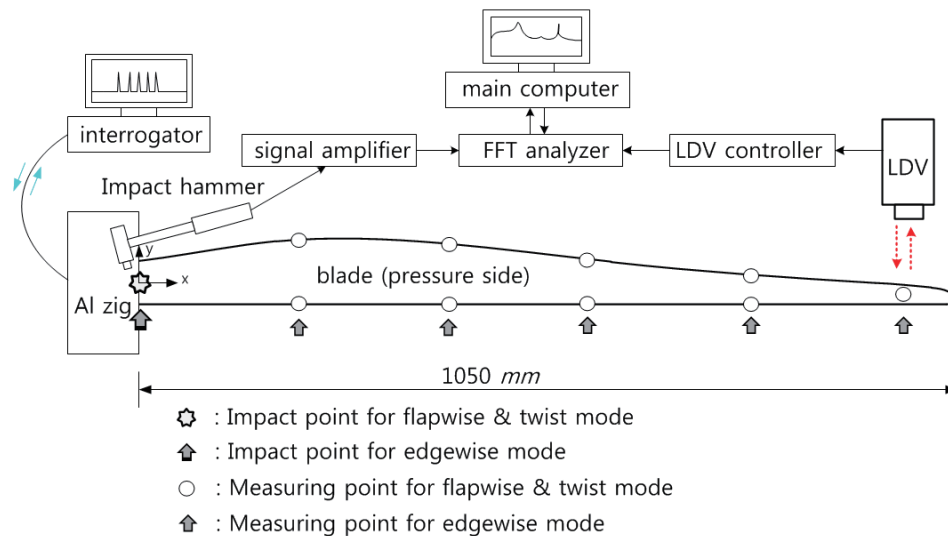 main computer
interrogator
signal amplifier
FFT analyzer
LDV controller
LDV
Impact hammer
y
blade (pressure side)
x
Al zig
1050 mm
: Impact point for flapwise & twist mode
: Impact point for edgewise mode
: Measuring point for flapwise & twist mode
: Measuring point for edgewise mode